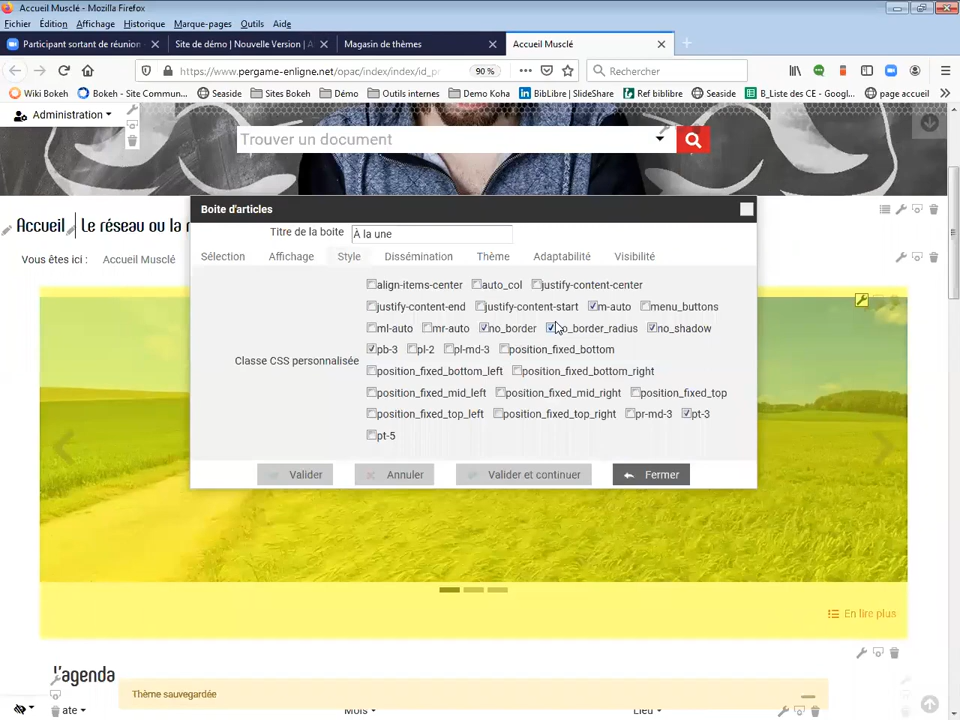 Accueil Musclé - Mozilla Firefox
Fichier Édition Affichage Historique Marque-pages Outils Aide
Participant sortant de réunion - Site de démo | Nouvelle Version | A Magasin de thèmes Accueil Musclé
https://www.pergame-enligne.net/opac/index/index/id_p 90 % Rechercher
Wiki Bokeh Bokeh - Site Commun... Seaside Sites Bokeh Démo Outils internes Demo Koha BibLibre | SlideShare Ref biblibre Seaside B_Liste des CE - Googl... page accueil
Administration
Trouver un document
Boite d'articles
Titre de la boite À la une
Accueil Le réseau ou la
Vous êtes ici : Accueil Musclé
Sélection Affichage Style Dissémination Thème Adaptabilité Visibilité
align-items-center auto_col justify-content-center
justify-content-end justify-content-start m-auto menu_buttons
ml-auto mr-auto no_border no_border_radius no_shadow
Classe CSS personnalisée
pb-3 pl-2 pl-md-3 position_fixed_bottom
position_fixed_bottom_left position_fixed_bottom_right
position_fixed_mid_left position_fixed_mid_right position_fixed_top
position_fixed_top_left position_fixed_top_right pr-md-3 pt-3
pt-5
Valider Annuler Valider et continuer Fermer
En lire plus
L'agenda
Thème sauvegardée
ate Mois Lieu